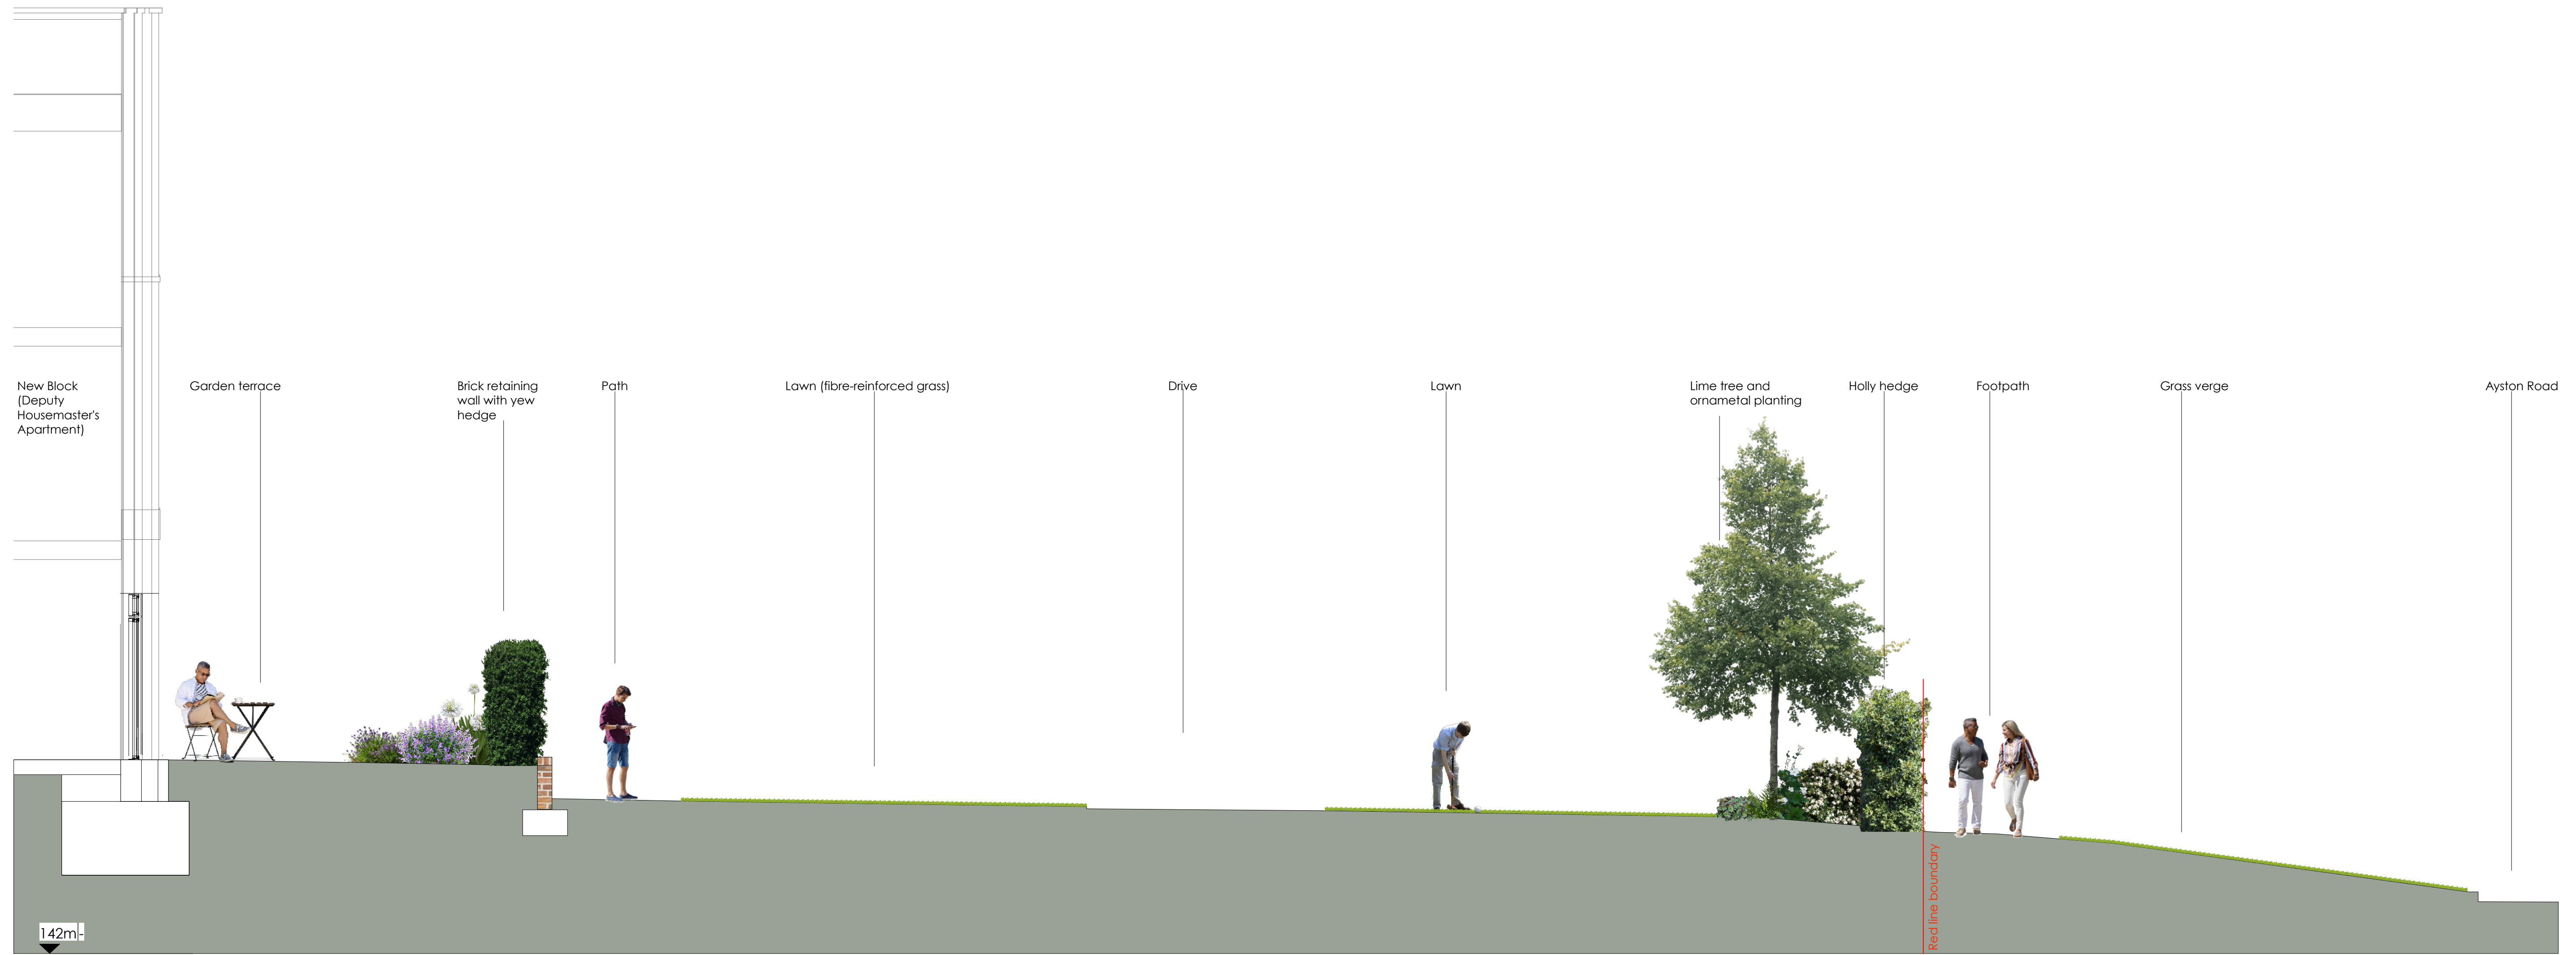 New Block
(Deputy
Housemaster's
Apartment)
Garden terrace
Brick retaining
wall with yew
hedge
Path
Lawn (fibre-reinforced grass)
Drive
Lawn
Lime tree and
ornametal planting
Holly hedge
Footpath
Grass verge
Ayston Road
142m -
Red line boundary